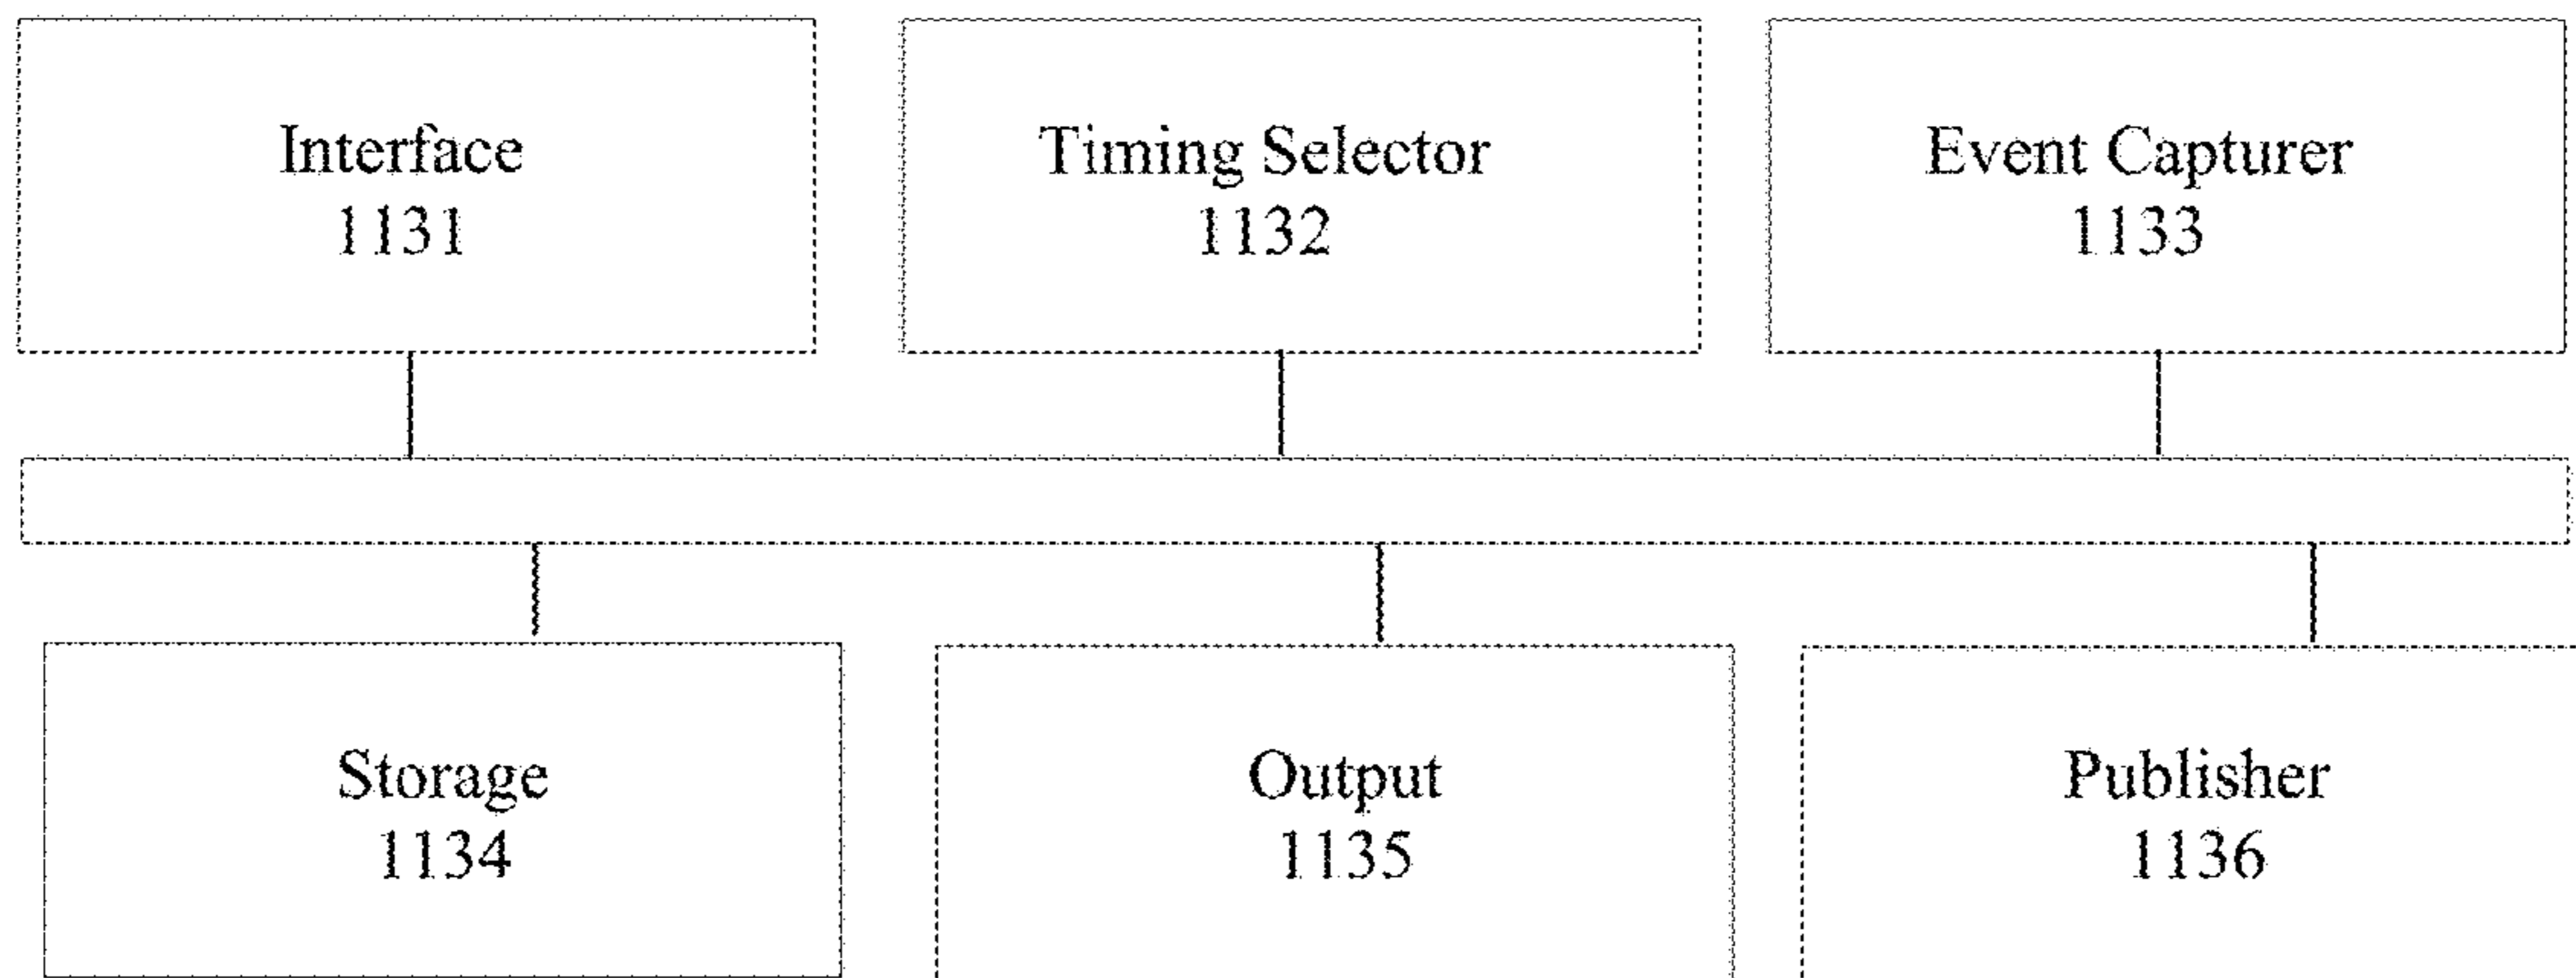 Interface
1131
Timing Selector
1132
Event Capturer
1133
Storage
1134
Output
1135
Publisher
1136